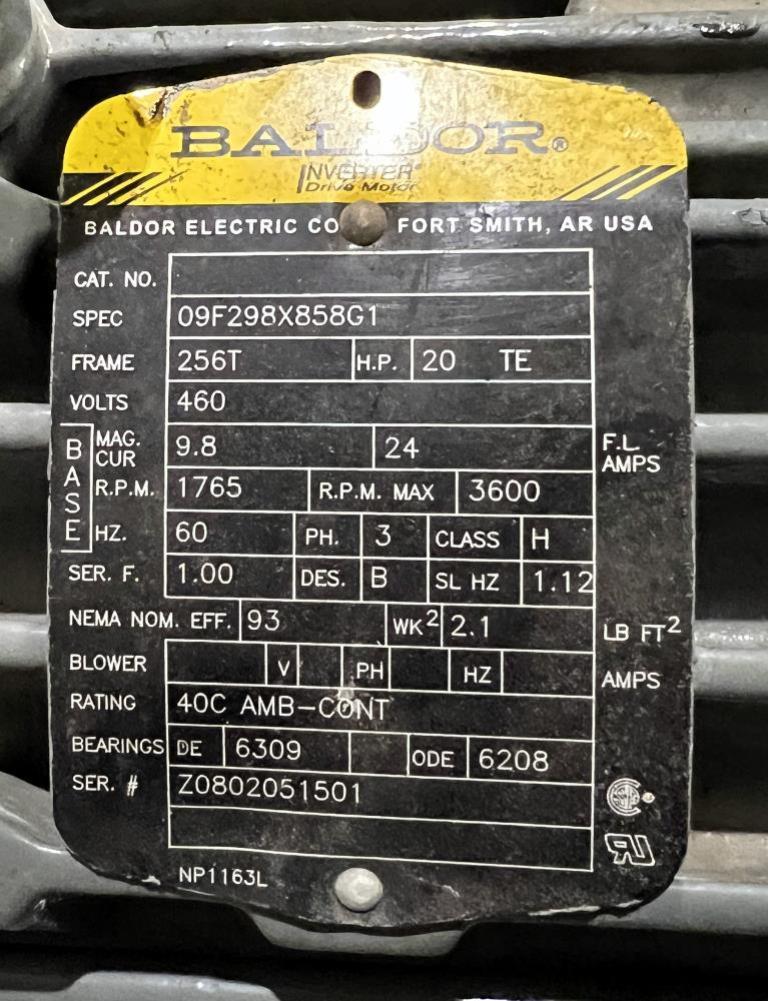 BALDOR®
INVERTER
Drive Motor
BALDOR ELECTRIC CO FORT SMITH, AR USA
CAT. NO.
SPEC 09F298X858G1
FRAME 256T H.P. 20 TE
VOLTS 460
BASE
MAG. CUR 9.8 24 F.L. AMPS
R.P.M. 1765 R.P.M. MAX 3600
HZ. 60 PH. 3 CLASS H
SER. F. 1.00 DES. B SL HZ 1.12
NEMA NOM. EFF. 93 WK² 2.1 LB FT²
BLOWER V PH HZ AMPS
RATING 40C AMB-CONT
BEARINGS DE 6309 ODE 6208
SER. # Z0802051501
NP1163L